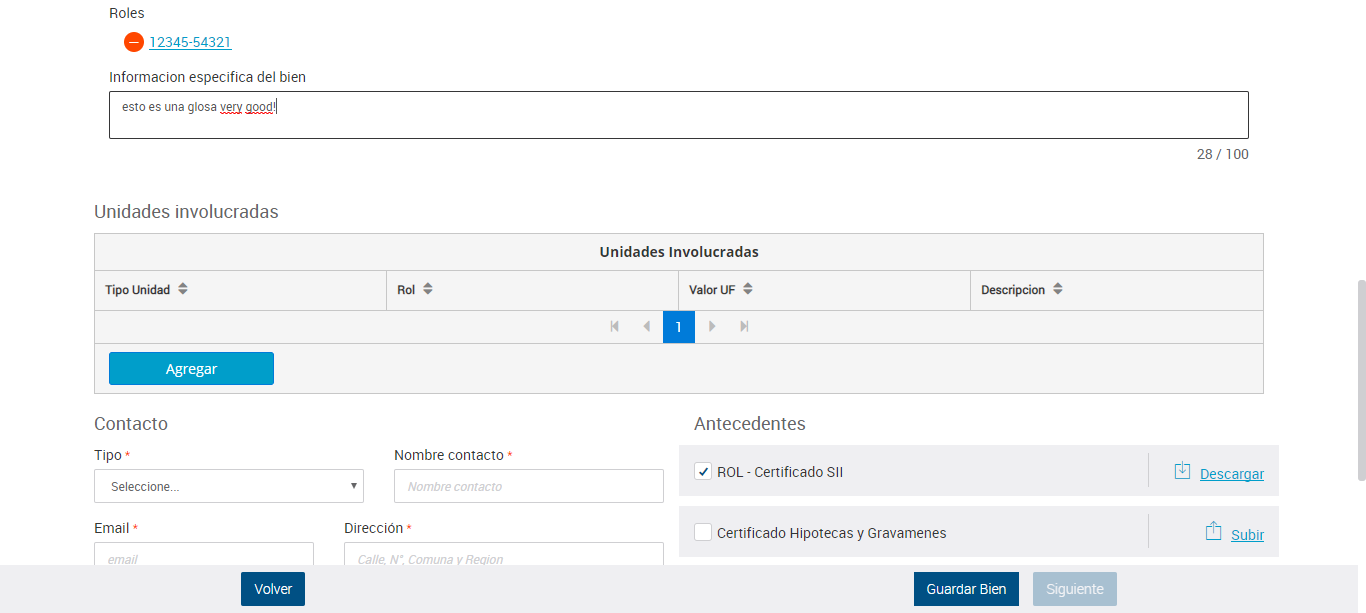 Roles
12345-54321
Informacion especifica del bien
esto es una glosa very good!
28 / 100
Unidades involucradas
Unidades Involucradas
Tipo Unidad Rol Valor UF Descripcion
1
Agregar
Contacto
Tipo *
Nombre contacto *
Seleccione...
Nombre contacto
Email *
Dirección *
email
Calle, N°, Comuna y Region
Antecedentes
ROL - Certificado SII
Descargar
Certificado Hipotecas y Gravamenes
Subir
Volver
Guardar Bien
Siguiente